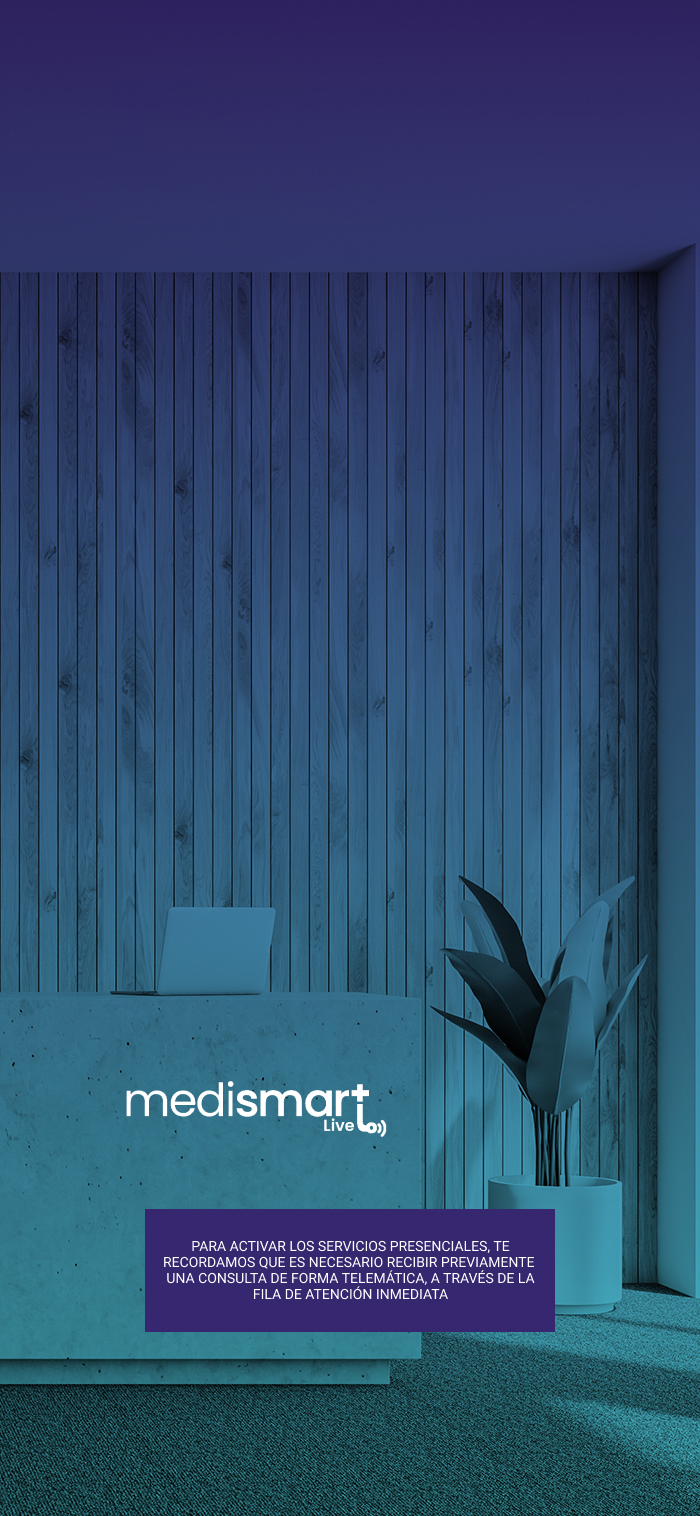 medismart
Live
PARA ACTIVAR LOS SERVICIOS PRESENCIALES, TE
RECORDAMOS QUE ES NECESARIO RECIBIR PREVIAMENTE
UNA CONSULTA DE FORMA TELEMÁTICA, A TRAVÉS DE LA
FILA DE ATENCIÓN INMEDIATA